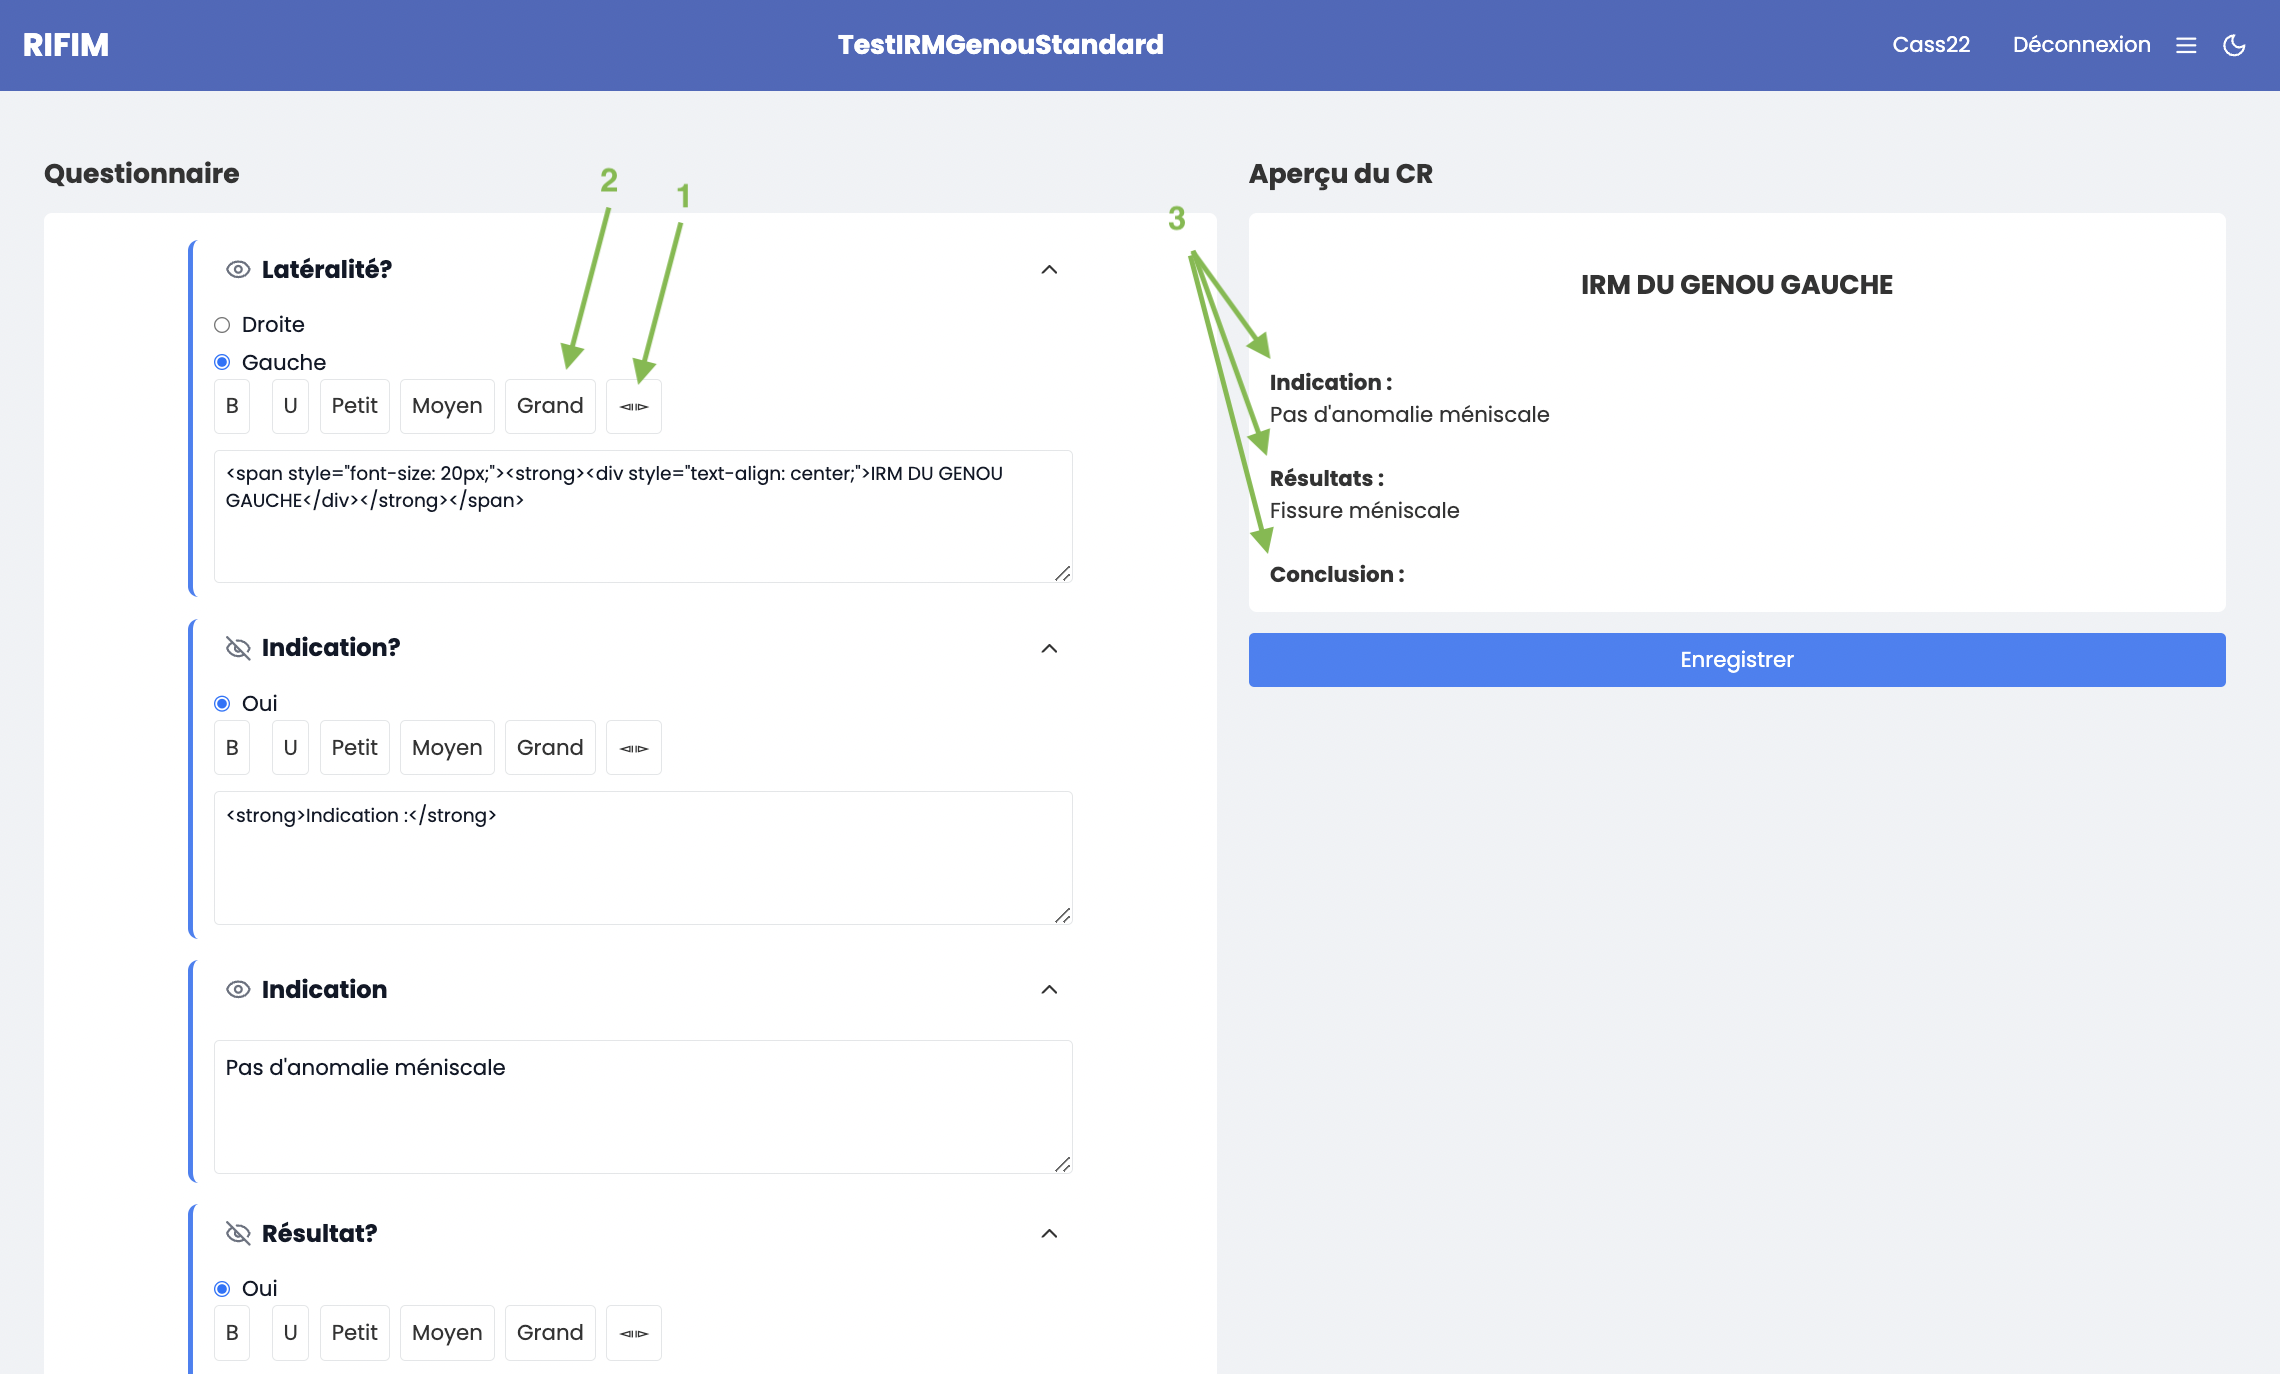 RIFIM
TestIRMGenouStandard
Cass22
Déconnexion
Questionnaire
2
1
Latéralité?
Droite
Gauche
B
U
Petit
Moyen
Grand
<span style="font-size: 20px;"><strong><div style="text-align: center;">IRM DU GENOU
GAUCHE</div></strong></span>
Indication?
Oui
B
U
Petit
Moyen
Grand
<strong>Indication :</strong>
Indication
Pas d'anomalie méniscale
Résultat?
Oui
B
U
Petit
Moyen
Grand
Aperçu du CR
3
IRM DU GENOU GAUCHE
Indication :
Pas d'anomalie méniscale
Résultats :
Fissure méniscale
Conclusion :
Enregistrer